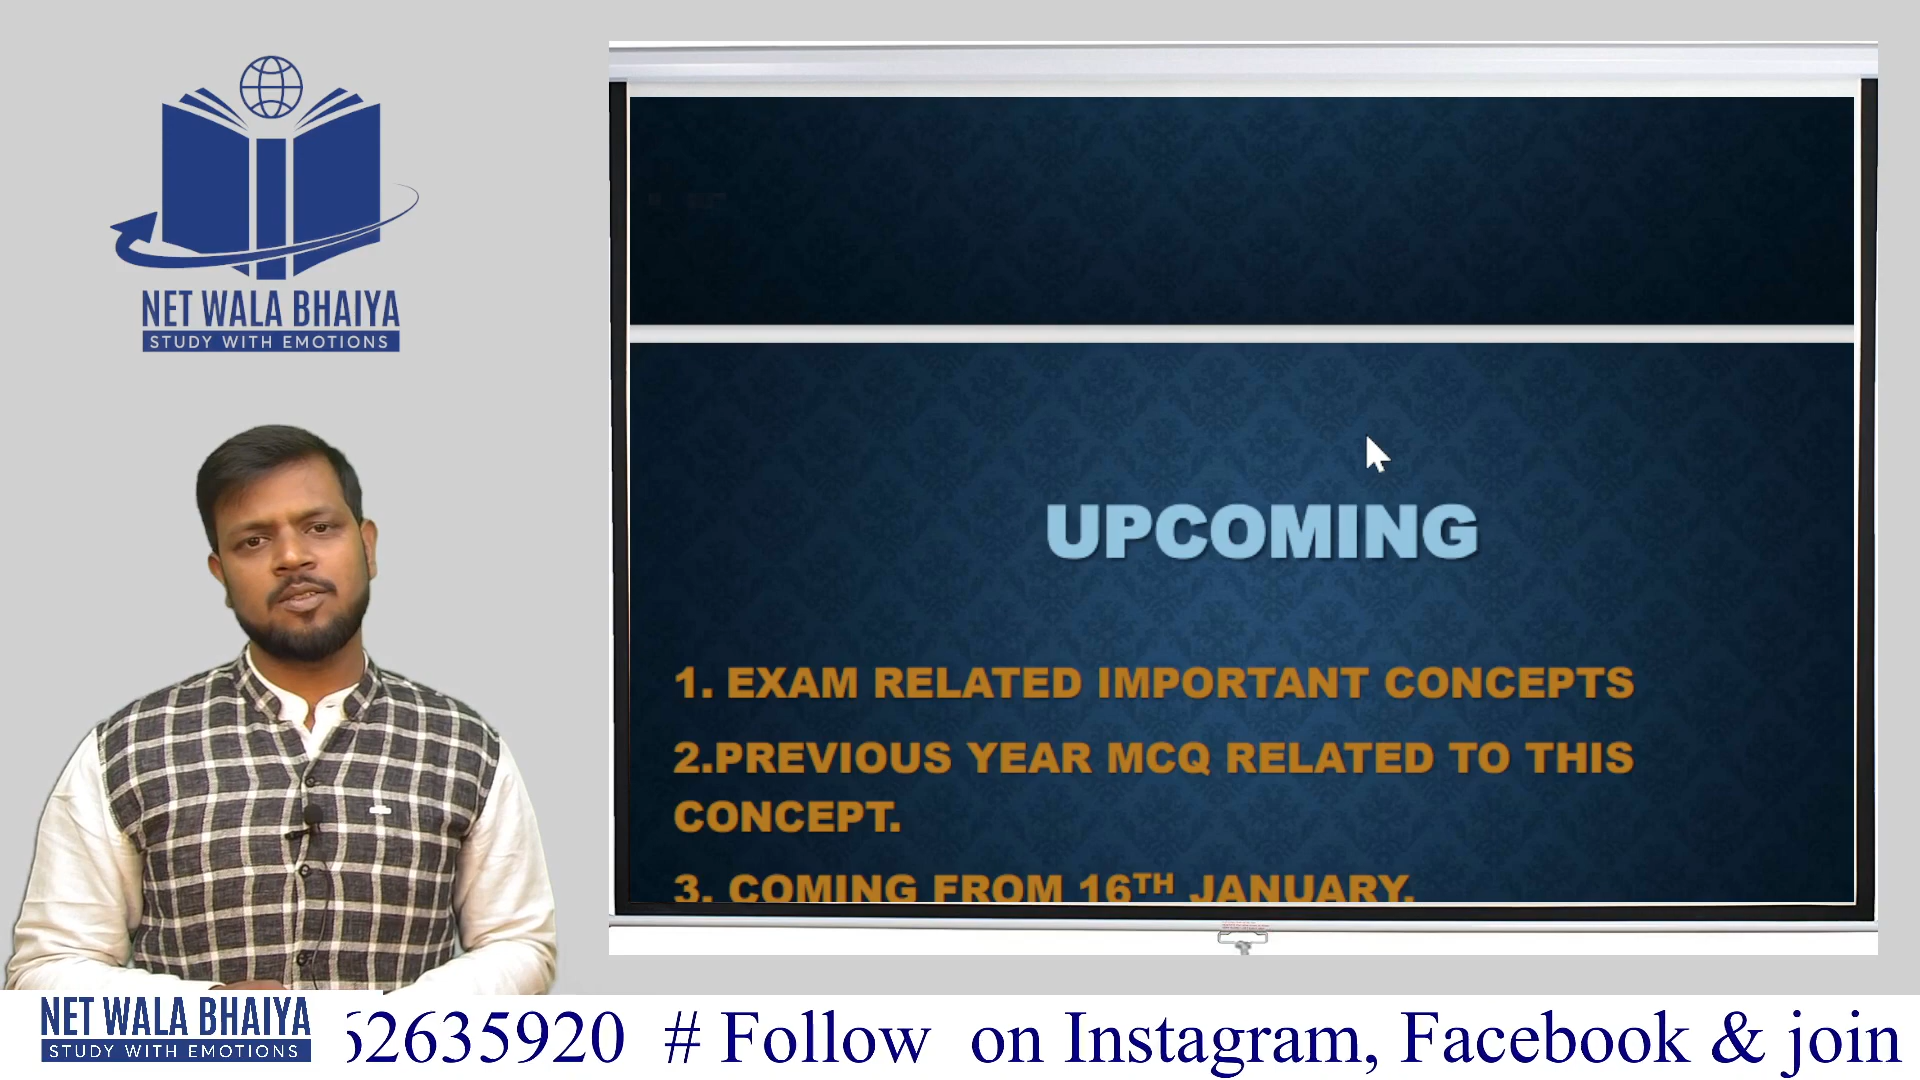 NET WALA BHAIYA
STUDY WITH EMOTIONS
UPCOMING
1. EXAM RELATED IMPORTANT CONCEPTS
2.PREVIOUS YEAR MCQ RELATED TO THIS
CONCEPT.
3. COMING FROM 16TH JANUARY.
NET WALA BHAIYA
STUDY WITH EMOTIONS
52635920 # Follow on Instagram, Facebook & join